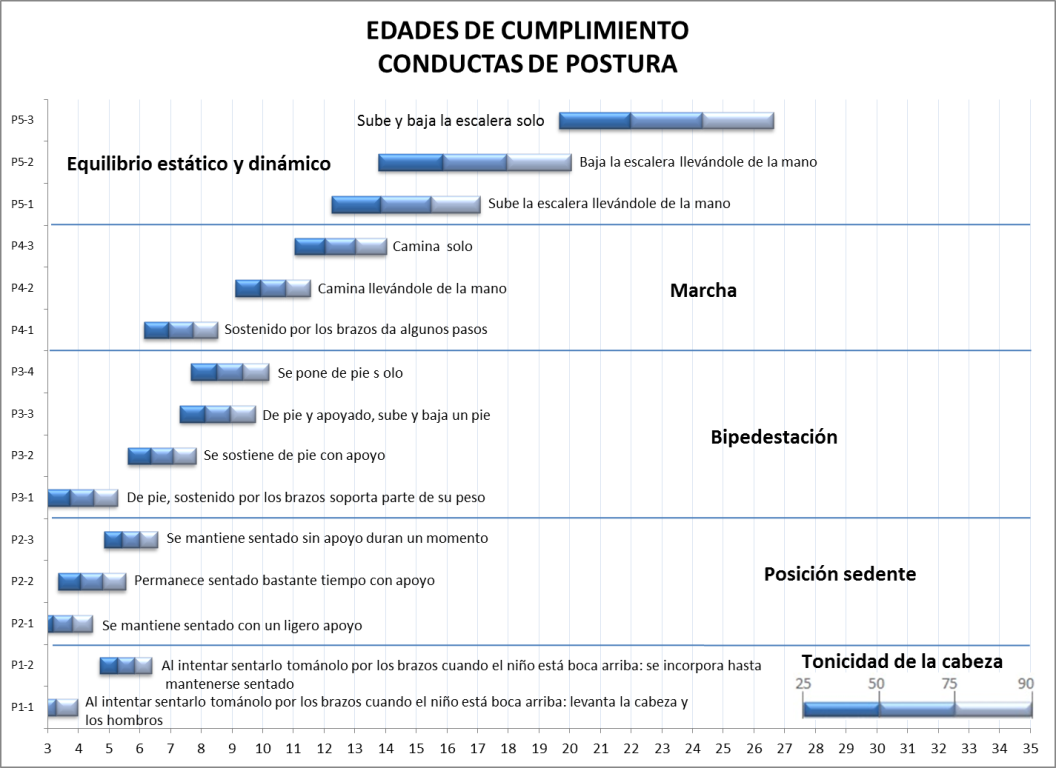 EDADES DE CUMPLIMIENTO
CONDUCTAS DE POSTURA
P5-3
Sube y baja la escalera solo
P5-2
Equilibrio estático y dinámico
Baja la escalera llevándole de la mano
P5-1
Sube la escalera llevándole de la mano
P4-3
Camina solo
P4-2
Camina llevándole de la mano
Marcha
P4-1
Sostenido por los brazos da algunos pasos
P3-4
Se pone de pie s olo
P3-3
De pie y apoyado, sube y baja un pie
Bipedestación
P3-2
Se sostiene de pie con apoyo
P3-1
De pie, sostenido por los brazos soporta parte de su peso
P2-3
Se mantiene sentado sin apoyo duran un momento
P2-2
Permanece sentado bastante tiempo con apoyo
Posición sedente
P2-1
Se mantiene sentado con un ligero apoyo
P1-2
Al intentar sentarlo tománolo por los brazos cuando el niño está boca arriba: se incorpora hasta
mantenerse sentado
Tonicidad de la cabeza
25 50 75 90
P1-1
Al intentar sentarlo tománolo por los brazos cuando el niño está boca arriba: levanta la cabeza y
los hombros
3 4 5 6 7 8 9 10 11 12 13 14 15 16 17 18 19 20 21 22 23 24 25 26 27 28 29 30 31 32 33 34 35